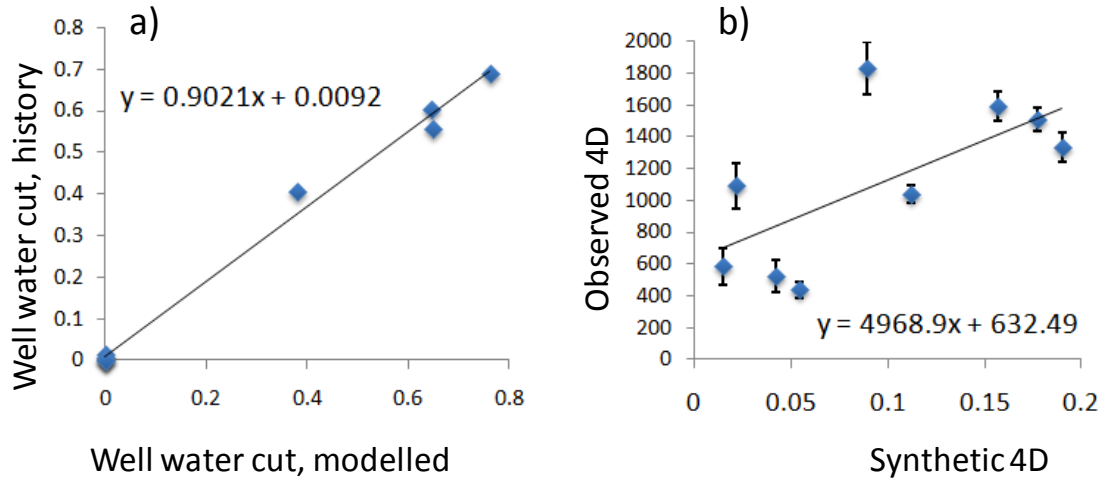 a)
Well water cut, history
0.8
0.7
0.6
0.5
0.4
0.3
0.2
0.1
0
y = 0.9021x + 0.0092
0 0.2 0.4 0.6 0.8
Well water cut, modelled
b)
Observed 4D
2000
1800
1600
1400
1200
1000
800
600
400
200
0
y = 4968.9x + 632.49
0 0.05 0.1 0.15 0.2
Synthetic 4D